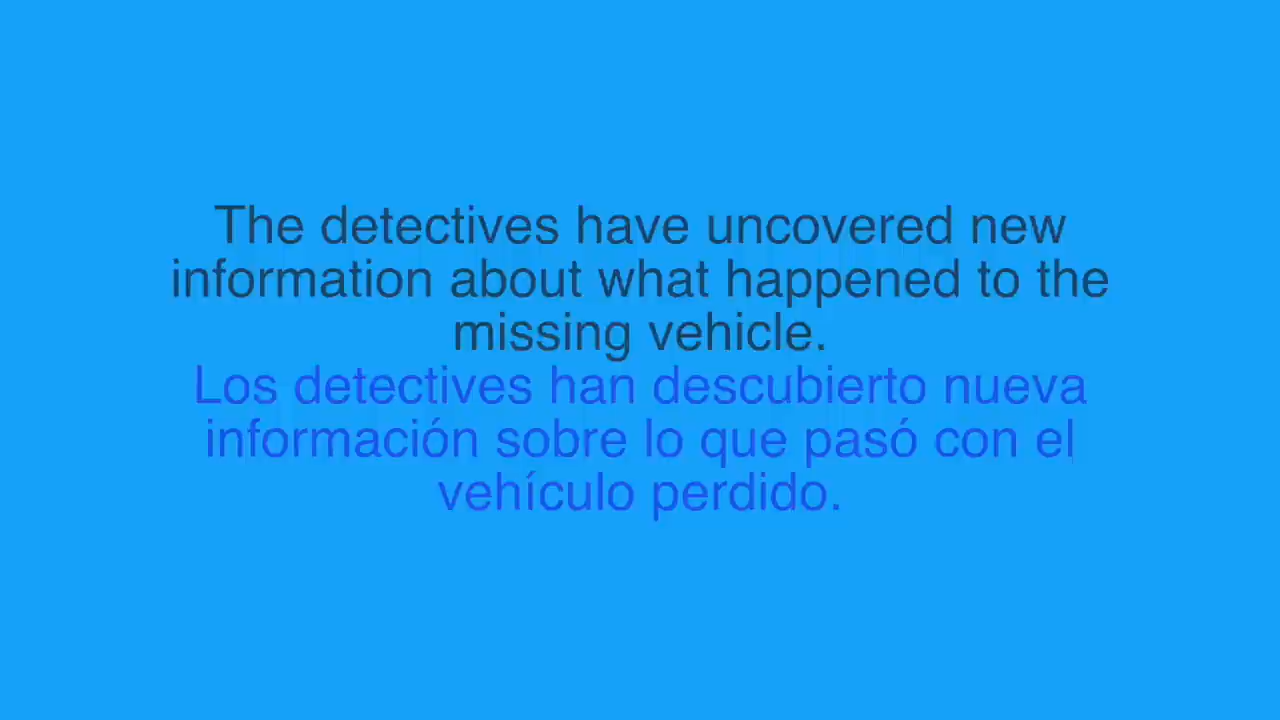 The detectives have uncovered new
information about what happened to the
missing vehicle.
Los detectives han descubierto nueva
información sobre lo que pasó con el
vehículo perdido.